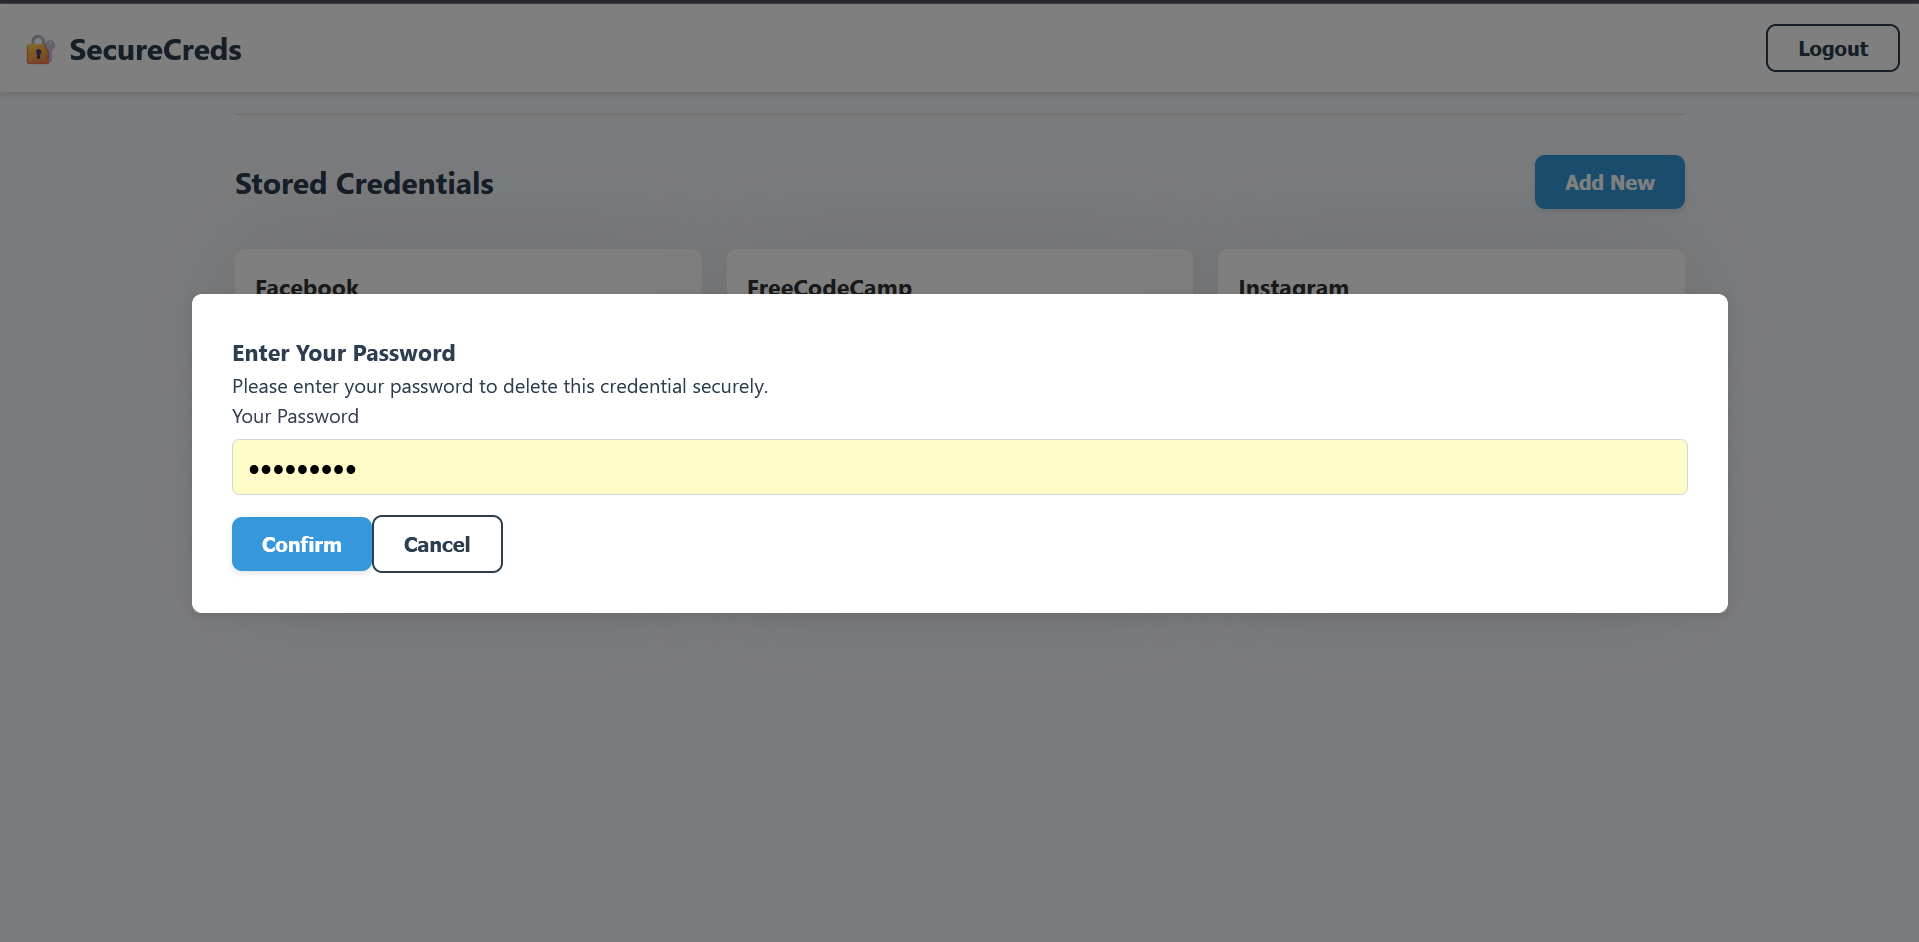 SecureCreds
Logout
Stored Credentials
Add New
Facebook
FreeCodeCamp
Instagram
Enter Your Password
Please enter your password to delete this credential securely.
Your Password
•••••••••
Confirm
Cancel